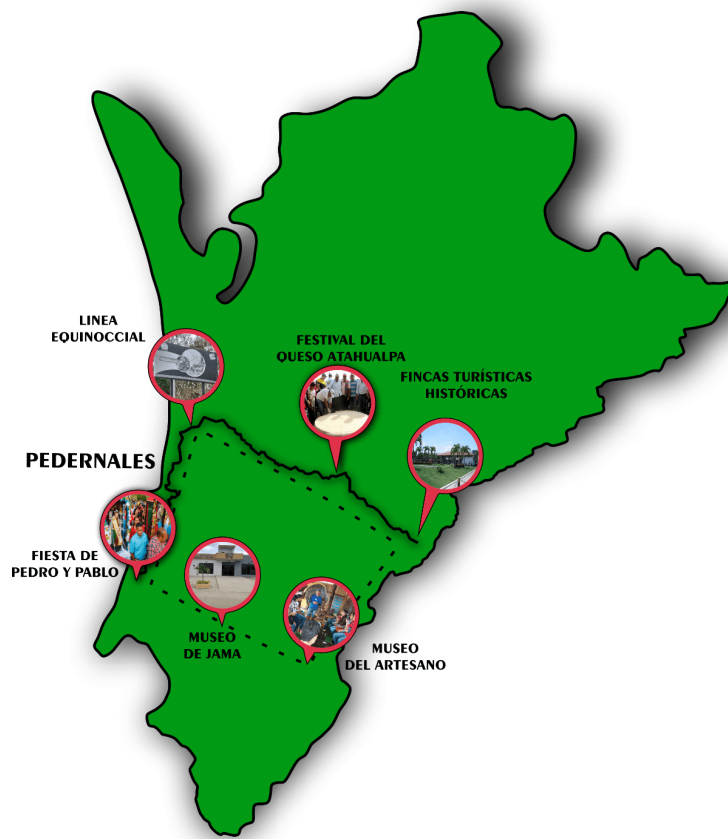 LINEA
EQUINOCCIAL
FESTIVAL DEL
QUESO ATAHUALPA
FINCAS TURÍSTICAS
HISTÓRICAS
PEDERNALES
FIESTA DE
PEDRO Y PABLO
MUSEO
DE JAMA
MUSEO
DEL ARTESANO